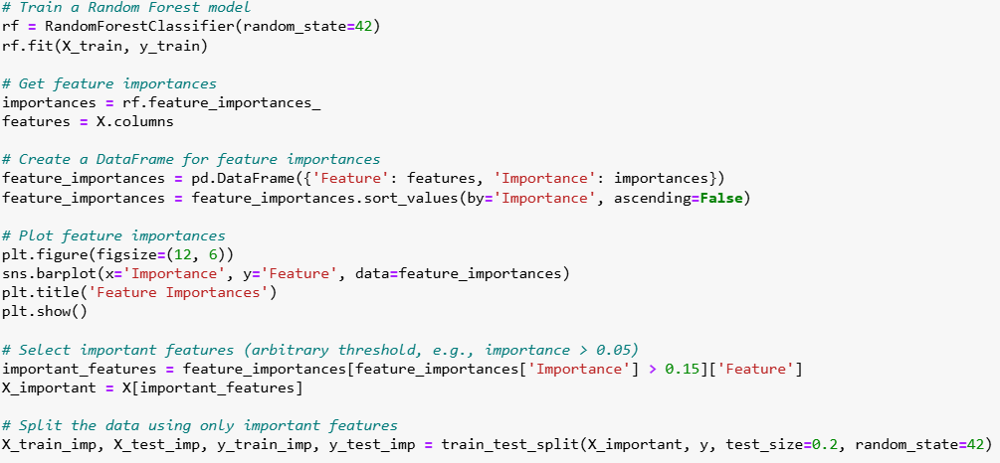 # Train a Random Forest model
rf = RandomForestClassifier(random_state=42)
rf.fit(X_train, y_train)
# Get feature importances
importances = rf.feature_importances_
features = X.columns
# Create a DataFrame for feature importances
feature_importances = pd.DataFrame({'Feature': features, 'Importance': importances})
feature_importances = feature_importances.sort_values(by='Importance', ascending=False)
# Plot feature importances
plt.figure(figsize=(12, 6))
sns.barplot(x='Importance', y='Feature', data=feature_importances)
plt.title('Feature Importances')
plt.show()
# Select important features (arbitrary threshold, e.g., importance > 0.05)
important_features = feature_importances[feature_importances['Importance'] > 0.15]['Feature']
X_important = X[important_features]
# Split the data using only important features
X_train_imp, X_test_imp, y_train_imp, y_test_imp = train_test_split(X_important, y, test_size=0.2, random_state=42)